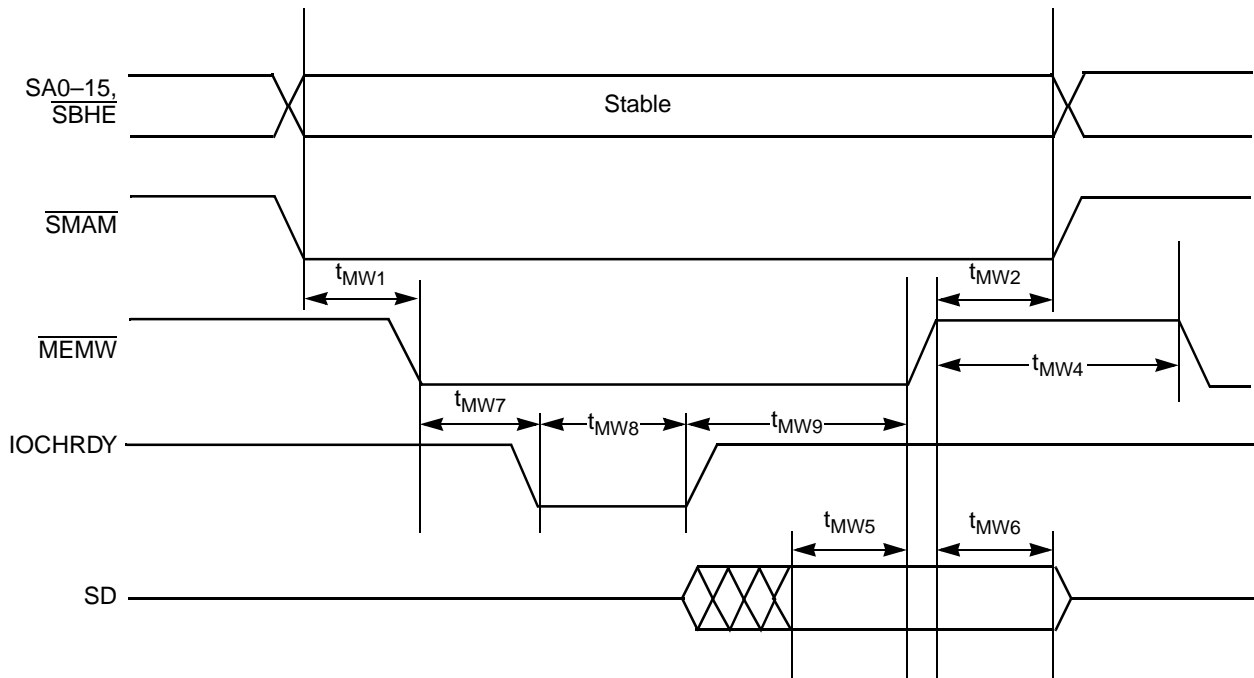 SA0–15,
SBHE
Stable
SMAM
tMW1
tMW2
MEMW
tMW4
tMW7
tMW8
tMW9
IOCHRDY
tMW5
tMW6
SD